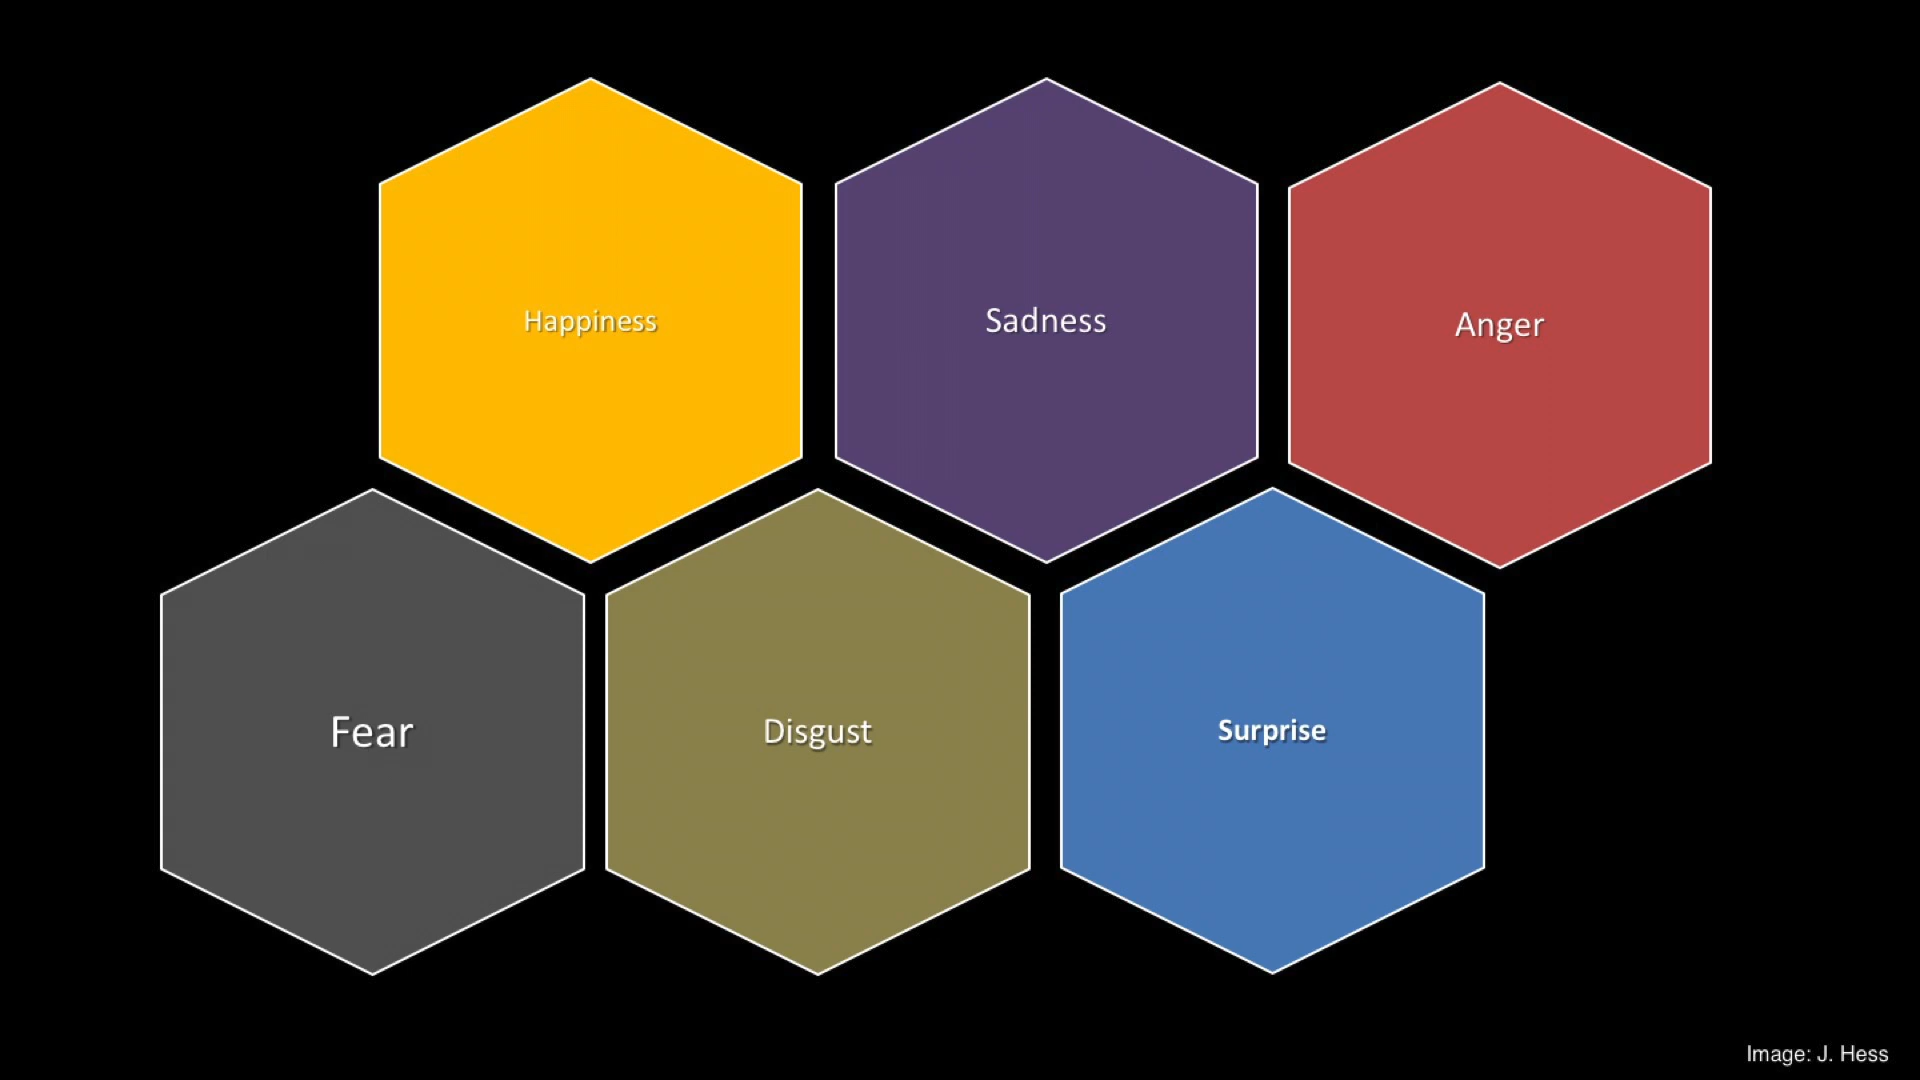 Happiness
Sadness
Anger
Fear
Disgust
Surprise
Image: J. Hess